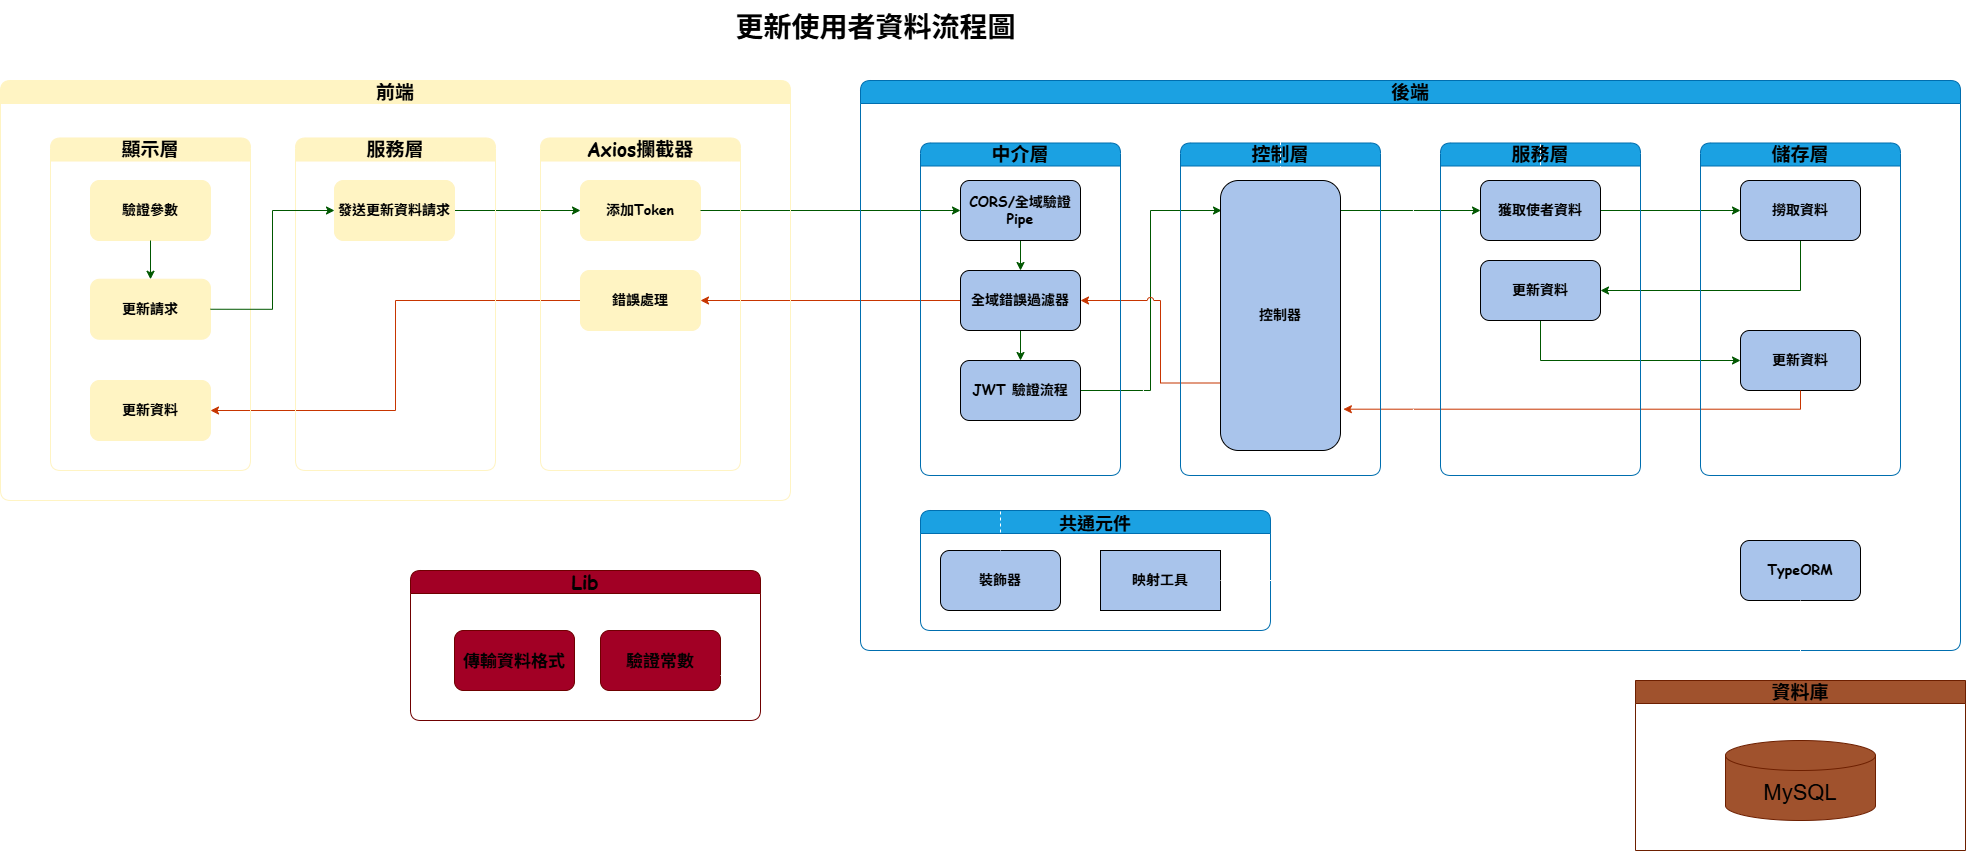 更新使用者資料流程圖
前端
顯示層
驗證參數
更新請求
更新資料
服務層
發送更新資料請求
Axios攔截器
添加Token
錯誤處理
後端
中介層
CORS/全域驗證
Pipe
全域錯誤過濾器
JWT 驗證流程
控制層
控制器
服務層
獲取使者資料
更新資料
儲存層
撈取資料
更新資料
共通元件
裝飾器
映射工具
TypeORM
Lib
傳輸資料格式
驗證常數
資料庫
MySQL